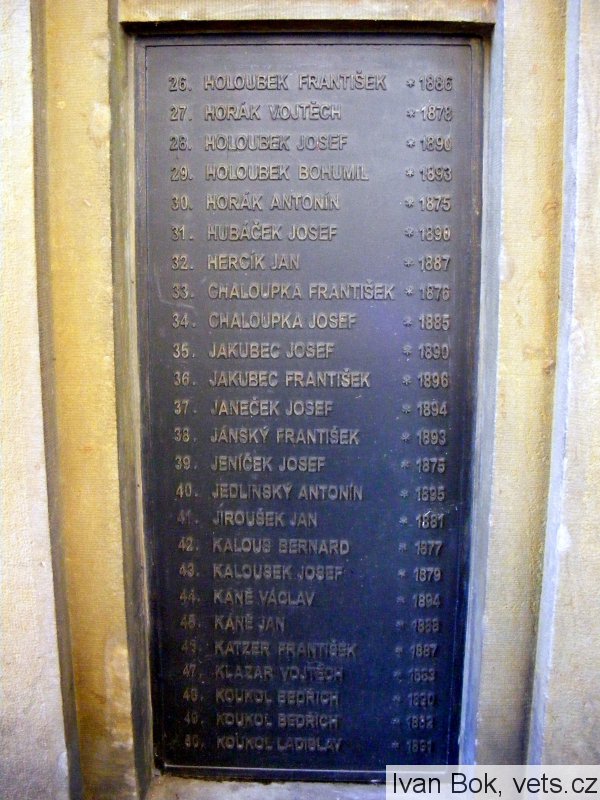 26. HOLOUBEK FRANTIŠEK * 1886
27. HORÁK VOJTĚCH * 1878
28. HOLOUBEK JOSEF * 1890
29. HOLOUBEK BOHUMIL * 1893
30. HORÁK ANTONÍN * 1875
31. HUBÁČEK JOSEF * 1890
32. HERCÍK JAN * 1887
33. CHALOUPKA FRANTIŠEK * 1876
34. CHALOUPKA JOSEF * 1885
35. JAKUBEC JOSEF * 1890
36. JAKUBEC FRANTIŠEK * 1896
37. JANEČEK JOSEF * 1894
38. JÁNSKÝ FRANTIŠEK * 1893
39. JENÍČEK JOSEF * 1875
40. JEDLINSKÝ ANTONÍN * 1895
41. JIROUŠEK JAN * 1881
42. KALOUS BERNARD * 1877
43. KALOUSEK JOSEF * 1879
44. KÁNĚ VÁCLAV * 1894
45. KÁNĚ JAN *
46. KATZER FRANTIŠEK * 1887
47. KLAZAR VOJTĚCH *
48. KOUKOL BEDŘICH *
49. KOUKOL BEDŘICH *
50. KOUKOL LADISLAV * 1891
Ivan Bok, vets.cz